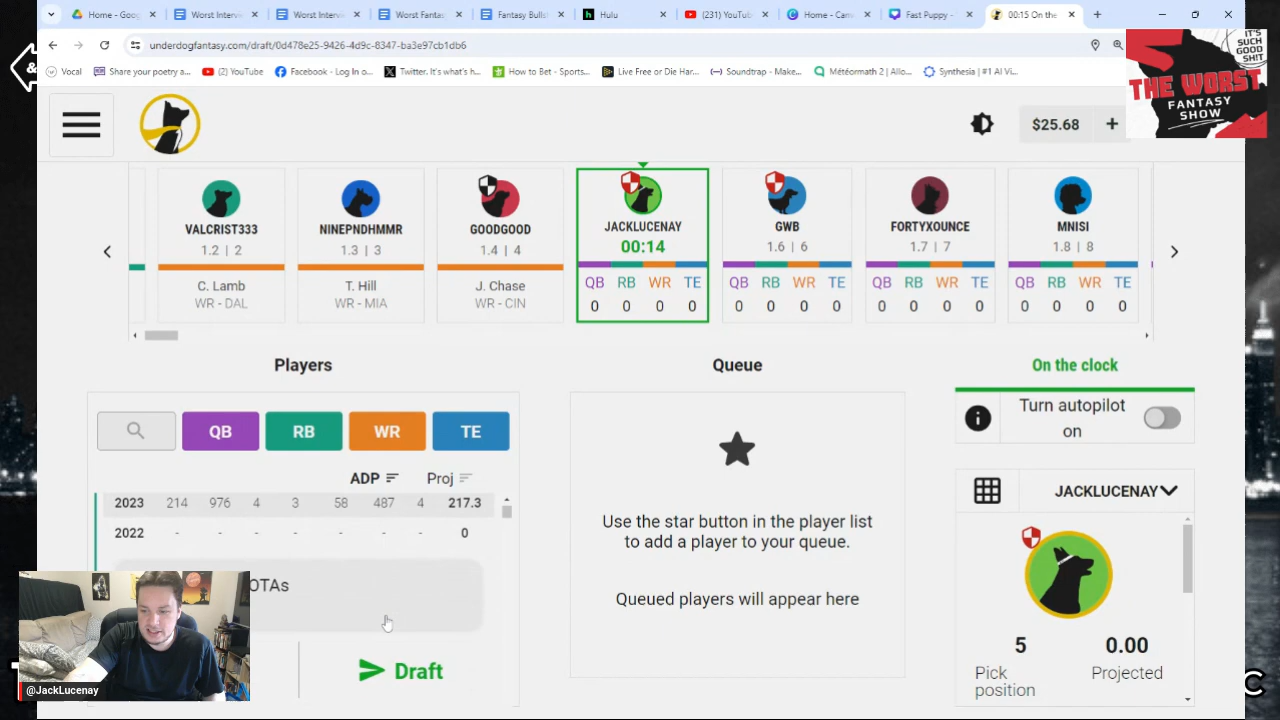 Home - Goo
Worst Intervi
Worst Intervi
Worst Fantas
Fantasy Bulls
Hulu
(231) YouTub
Home - Can
Fast Puppy -
00:15 On the
underdogfantasy.com/draft/0d478e25-9426-4d9c-8347-ba3e97cb1db6
Vocal
Share your poetry a...
(2) YouTube
Facebook - Log In o...
Twitter. It's what's h...
How to Bet - Sports...
Live Free or Die Har...
Soundtrap - Make...
Météormath 2 | Allo...
Synthesia | #1 AI Vi...
IT'S
SUCH
GOOD
SH!T
THE WORST
FANTASY
SHOW
$25.68 +
VALCRIST333
1.2 | 2
C. Lamb
WR - DAL
NINEPNDHMMR
1.3 | 3
T. Hill
WR - MIA
GOODGOOD
1.4 | 4
J. Chase
WR - CIN
JACKLUCENAY
00:14
QB RB WR TE
0 0 0 0
GWB
1.6 | 6
QB RB WR TE
0 0 0 0
FORTYXOUNCE
1.7 | 7
QB RB WR TE
0 0 0 0
MNISI
1.8 | 8
QB RB WR TE
0 0 0 0
Players
QB RB WR TE
ADP Proj
2023 214 976 4 3 58 487 4 217.3
2022 - - - - - - - 0
OTAs
Draft
Queue
Use the star button in the player list
to add a player to your queue.
Queued players will appear here
On the clock
Turn autopilot
on
JACKLUCENAY
5
Pick
position
0.00
Projected
@JackLucenay